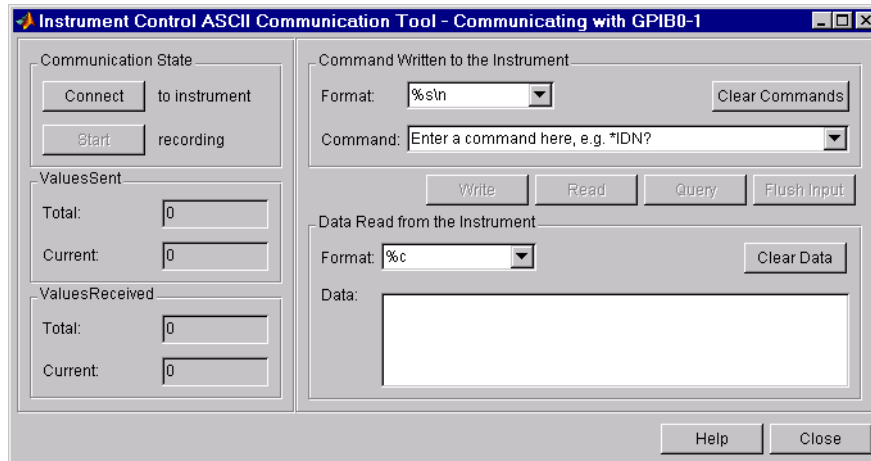 Instrument Control ASCII Communication Tool - Communicating with GPIB0-1
Communication State
Connect to instrument
Start recording
ValuesSent
Total: 0
Current: 0
ValuesReceived
Total: 0
Current: 0
Command Written to the Instrument
Format: %s\n Clear Commands
Command: Enter a command here, e.g. *IDN?
Write Read Query Flush Input
Data Read from the Instrument
Format: %c Clear Data
Data:
Help Close